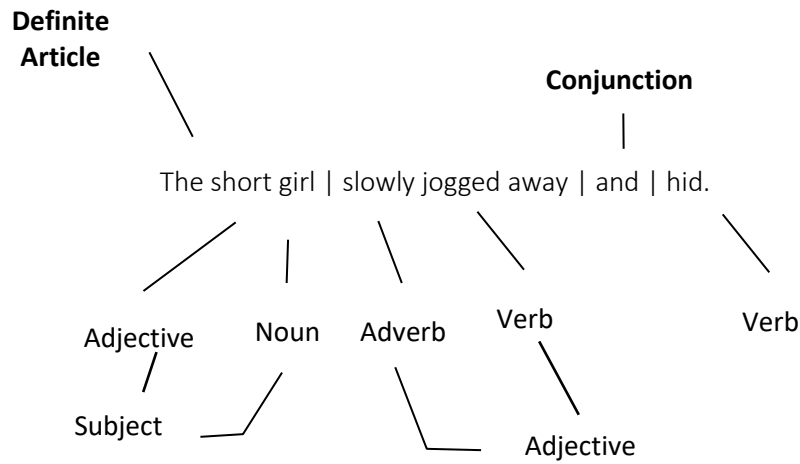 Definite
Article
Conjunction
The short girl | slowly jogged away | and | hid.
Adjective
Noun
Adverb
Verb
Verb
Subject
Adjective